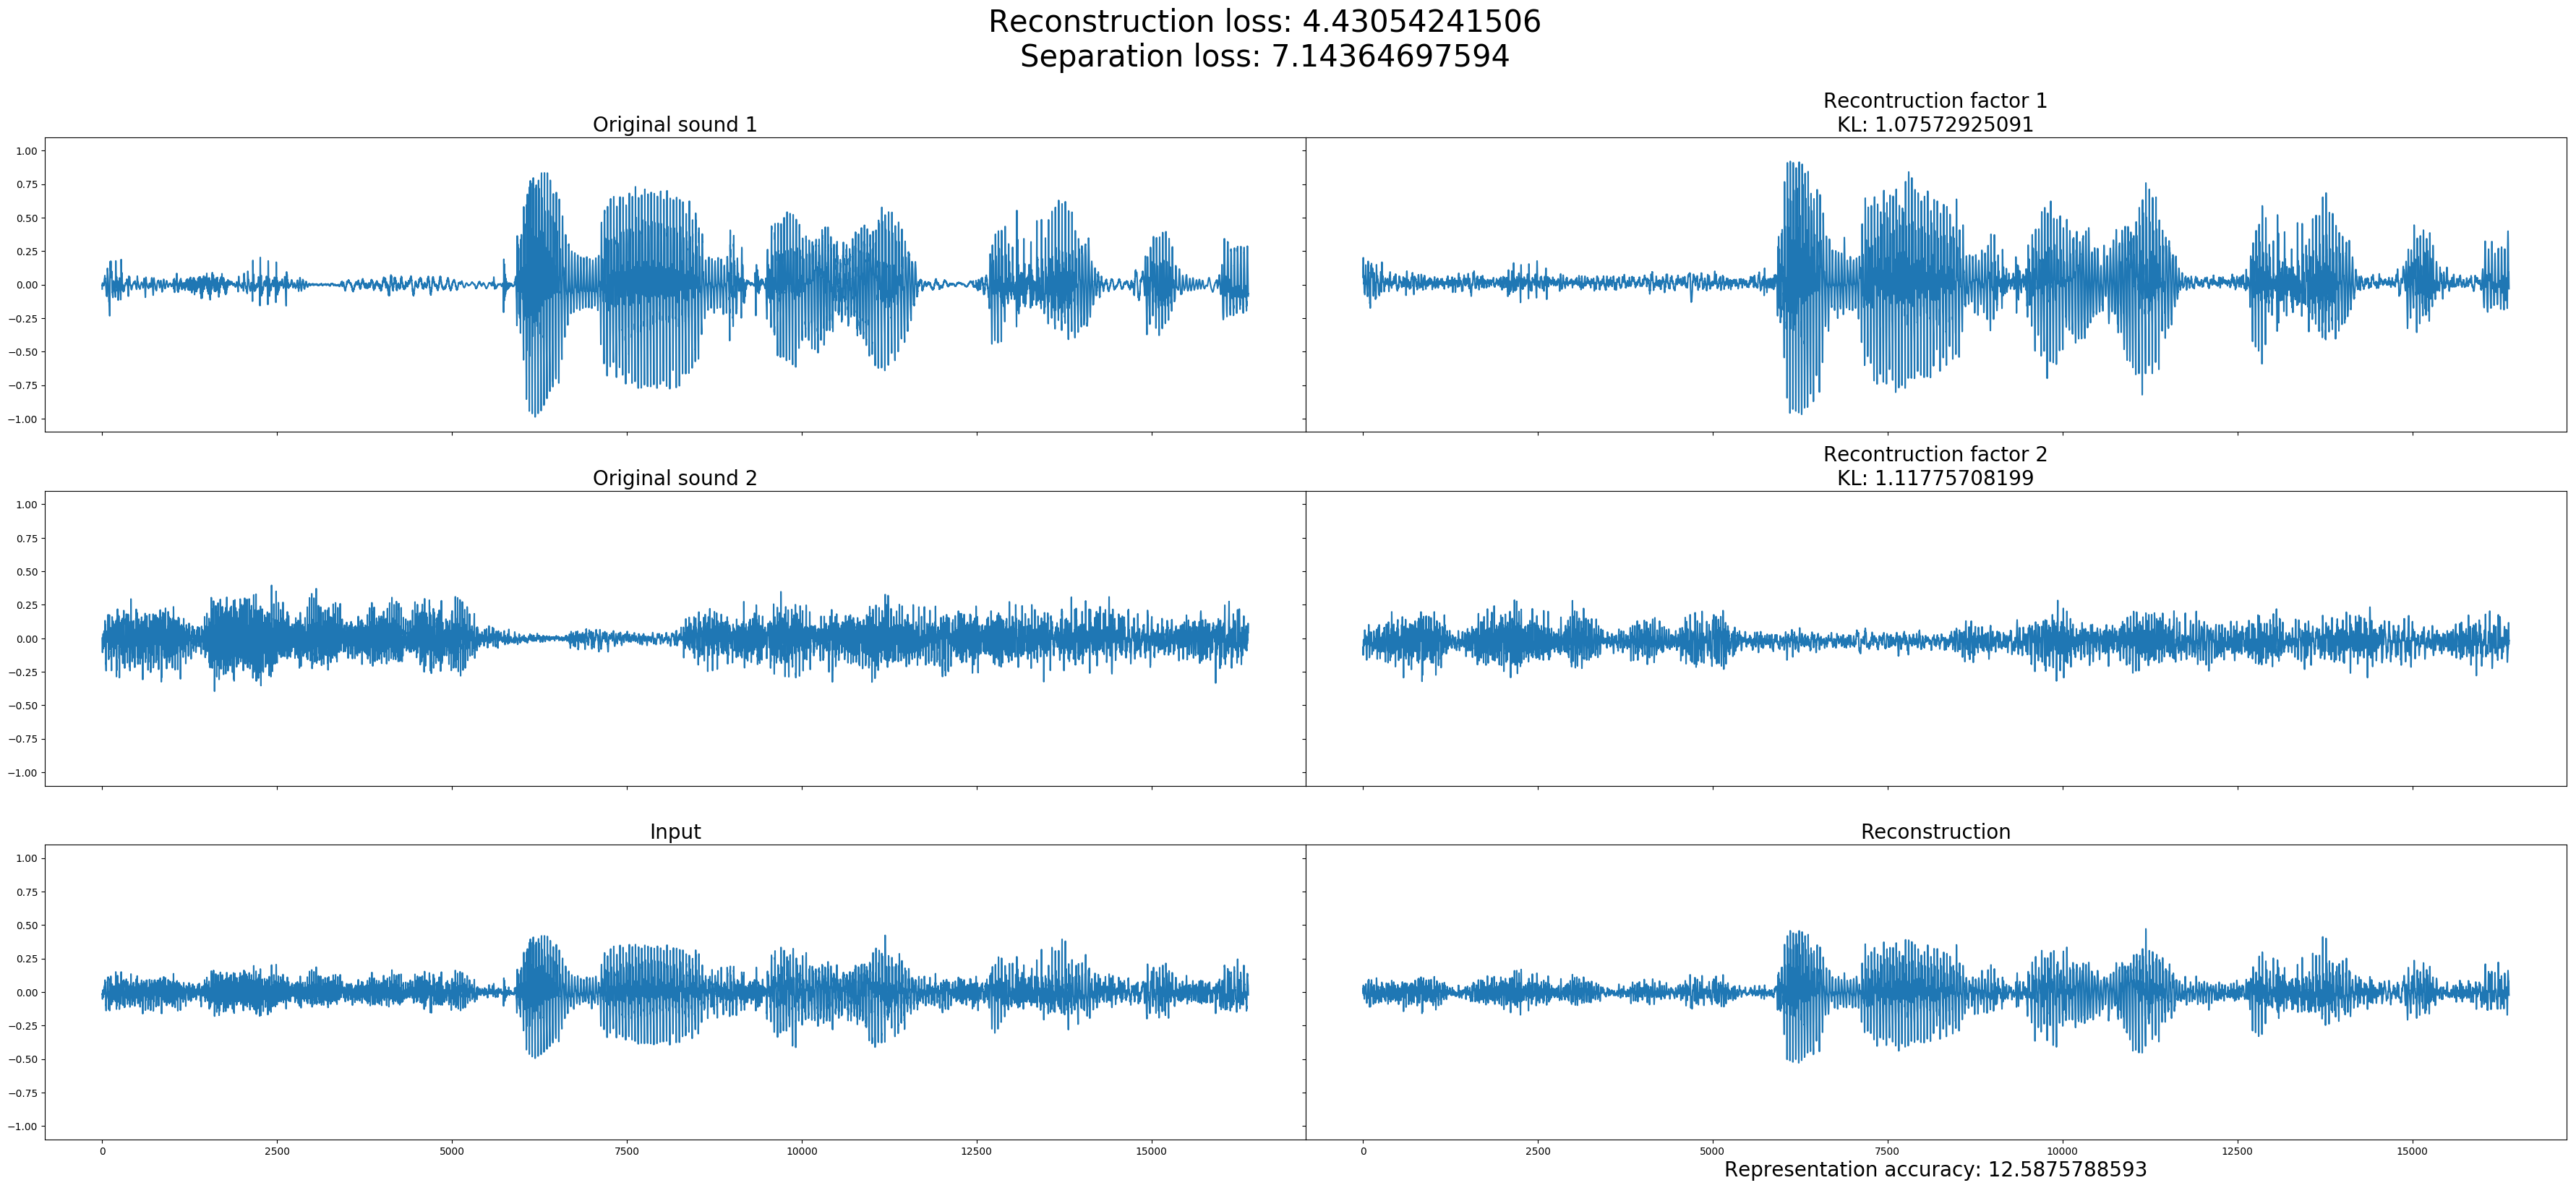 Reconstruction loss: 4.43054241506
Separation loss: 7.14364697594
Original sound 1
Recontruction factor 1
KL: 1.07572925091
1.00
0.75
0.50
0.25
0.00
−0.25
−0.50
−0.75
−1.00
Original sound 2
Recontruction factor 2
KL: 1.11775708199
1.00
0.75
0.50
0.25
0.00
−0.25
−0.50
−0.75
−1.00
Input
Reconstruction
1.00
0.75
0.50
0.25
0.00
−0.25
−0.50
−0.75
−1.00
0 2500 5000 7500 10000 12500 15000
0 2500 5000 7500 10000 12500 15000
Representation accuracy: 12.5875788593